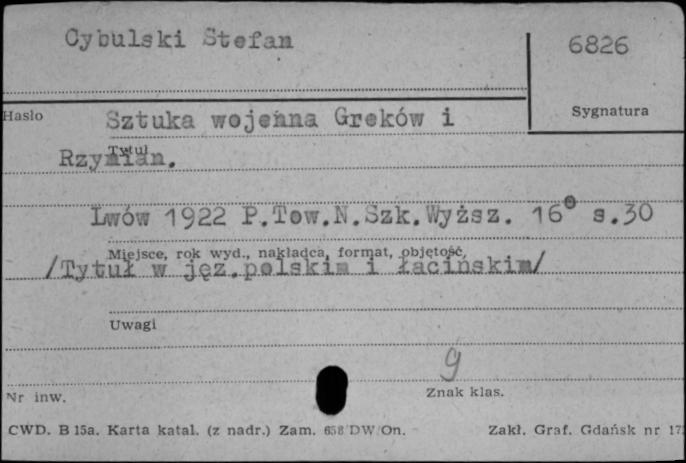 Cybulski Stefan
6826
Hasło
Sygnatura
Sztuka wojenna Greków i
Tytuł
Rzymian.
Lwów 1922 P.Tow.N.Szk.Wyższ. 16° s.30
Miejsce, rok wyd., nakładca, format, objętość
/Tytuł w jęz.polskim i łacińskim/
Uwagi
9
Nr inw.
Znak klas.
CWD. B 15a. Karta katal. (z nadr.) Zam. 658/DW/On.
Zakł. Graf. Gdańsk nr 17